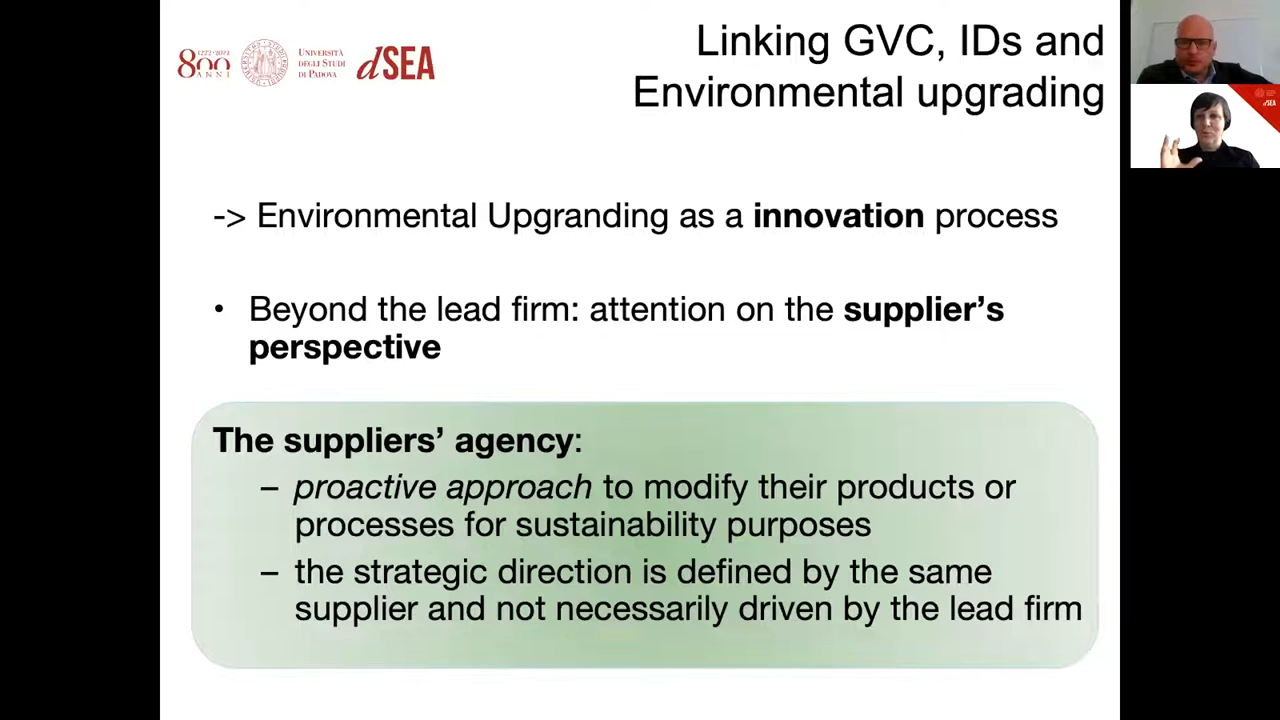 800
1222-2022
ANNI
UNIVERSITÀ
DEGLI STUDI
DI PADOVA
dSEA
Linking GVC, IDs and
Environmental upgrading
-> Environmental Upgranding as a innovation process
• Beyond the lead firm: attention on the supplier’s
perspective
The suppliers’ agency:
– proactive approach to modify their products or
processes for sustainability purposes
– the strategic direction is defined by the same
supplier and not necessarily driven by the lead firm
dSEA